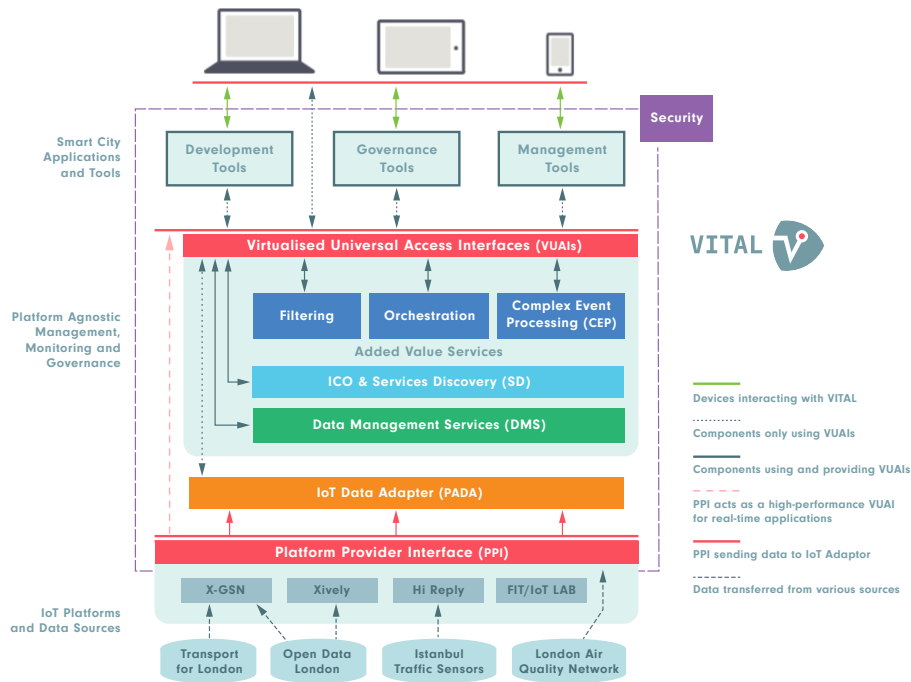 Security
Smart City
Applications
and Tools
Development
Tools
Governance
Tools
Management
Tools
Virtualised Universal Access Interfaces (VUAIs)
VITAL
Platform Agnostic
Management,
Monitoring and
Governance
Filtering
Orchestration
Complex Event
Processing (CEP)
Added Value Services
ICO & Services Discovery (SD)
Data Management Services (DMS)
IoT Data Adapter (PADA)
Platform Provider Interface (PPI)
IoT Platforms
and Data Sources
X-GSN
Xively
Hi Reply
FIT/IoT LAB
Transport
for London
Open Data
London
Istanbul
Traffic Sensors
London Air
Quality Network
Devices interacting with VITAL
Components only using VUAIs
Components using and providing VUAIs
PPI acts as a high-performance VUAI
for real-time applications
PPI sending data to IoT Adaptor
Data transferred from various sources